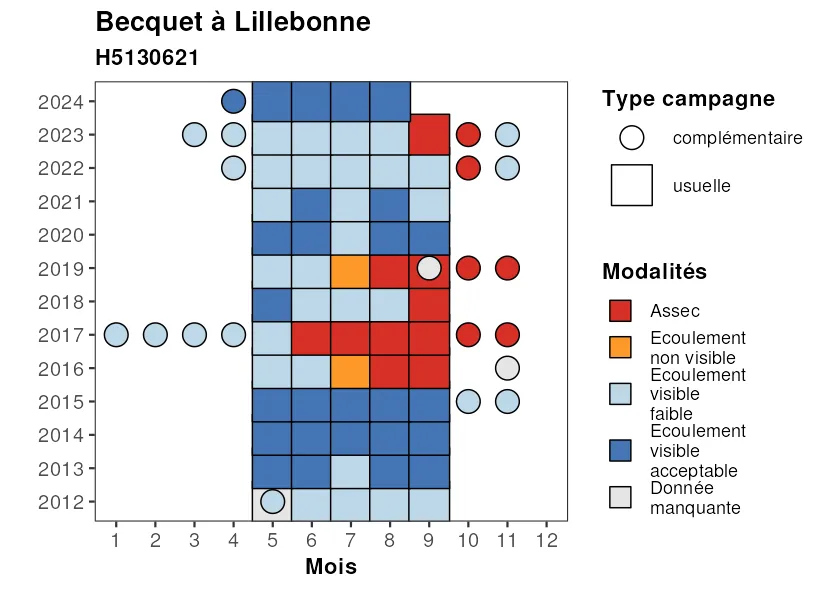 Becquet à Lillebonne
H5130621
2024
2023
2022
2021
2020
2019
2018
2017
2016
2015
2014
2013
2012
1 2 3 4 5 6 7 8 9 10 11 12
Mois
Type campagne
complémentaire
usuelle
Modalités
Assec
Ecoulement
non visible
Ecoulement
visible
faible
Ecoulement
visible
acceptable
Donnée
manquante